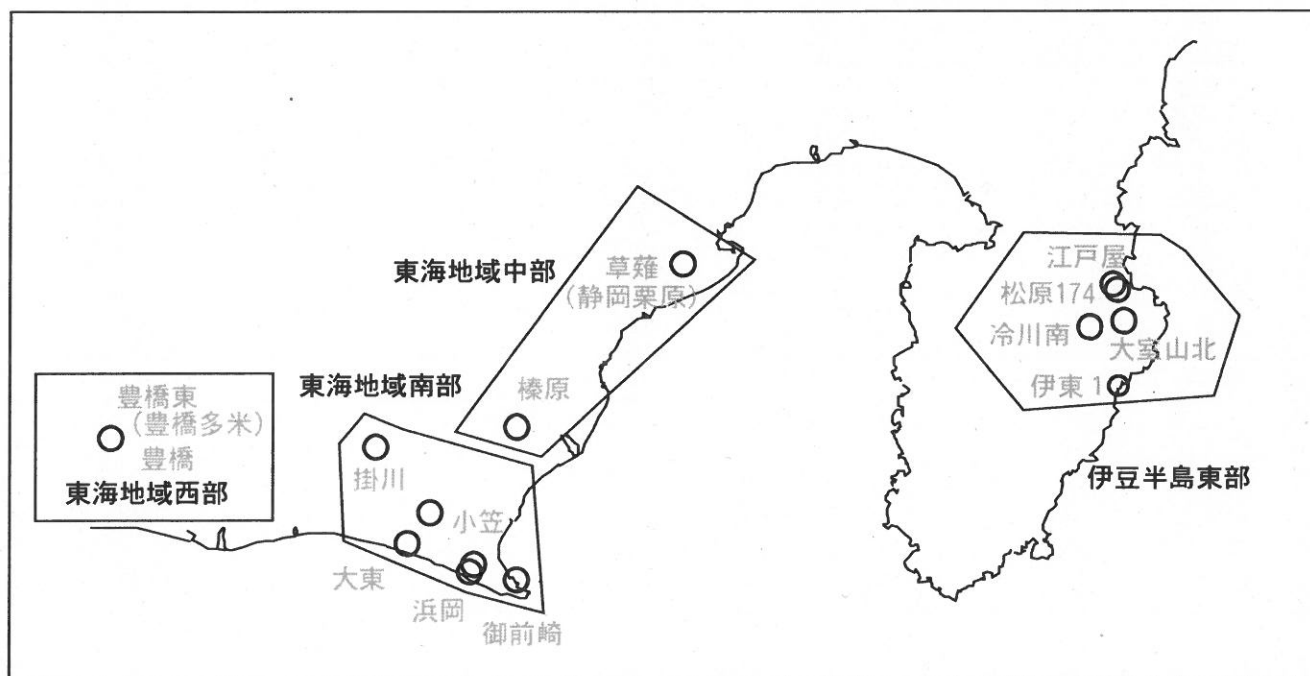 東海地域中部
草薙
(静岡栗原)
榛原
東海地域南部
掛川
小笠
大東
浜岡
御前崎
豊橋東
(豊橋多米)
豊橋
東海地域西部
江戸屋
松原174
冷川南
大室山北
伊東1
伊豆半島東部